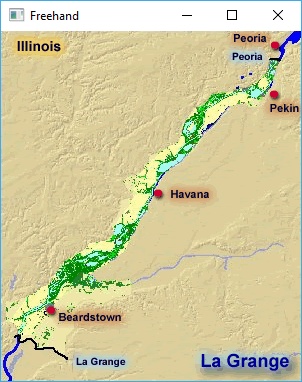 Freehand
Illinois
Peoria
Peoria
Pekin
Havana
Beardstown
La Grange
La Grange